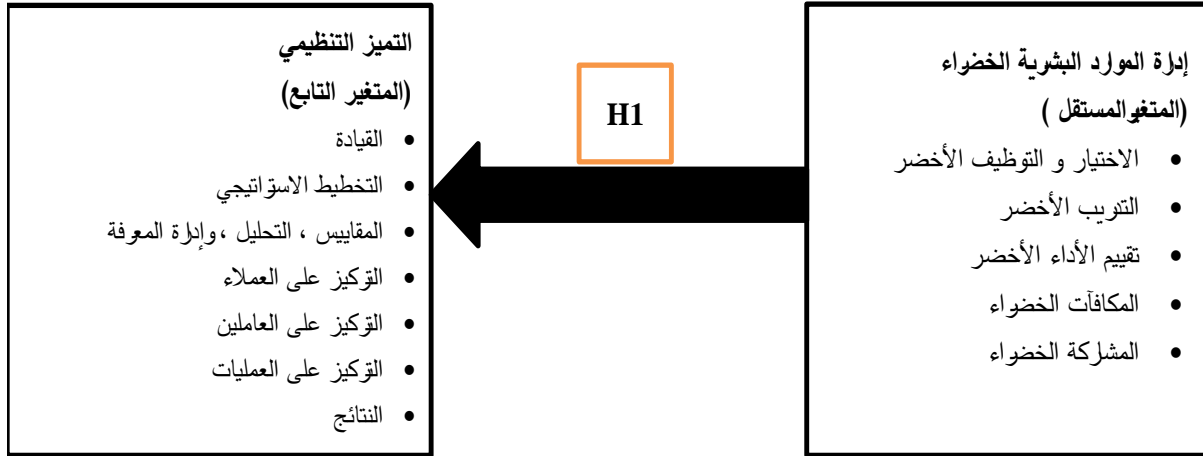 إدارة الموارد البشرية الخضراء
(المتغير المستقل )
• الاختيار و التوظيف الأخضر
• التدريب الأخضر
• تقييم الأداء الأخضر
• المكافآت الخضراء
• المشاركة الخضراء
H1
التميز التنظيمي
(المتغير التابع)
• القيادة
• التخطيط الاستراتيجي
• المقاييس ، التحليل ،وإدارة المعرفة
• التركيز على العملاء
• التركيز على العاملين
• التركيز على العمليات
• النتائج